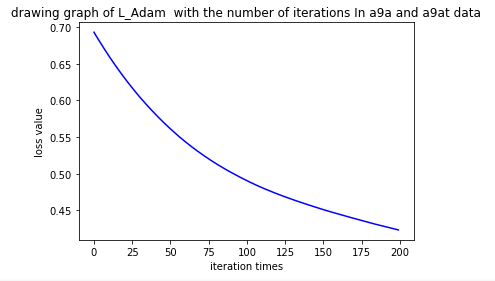 drawing graph of L_Adam  with the number of iterations In a9a and a9at data
0.70
0.65
0.60
0.55
0.50
0.45
loss value
0 25 50 75 100 125 150 175 200
iteration times